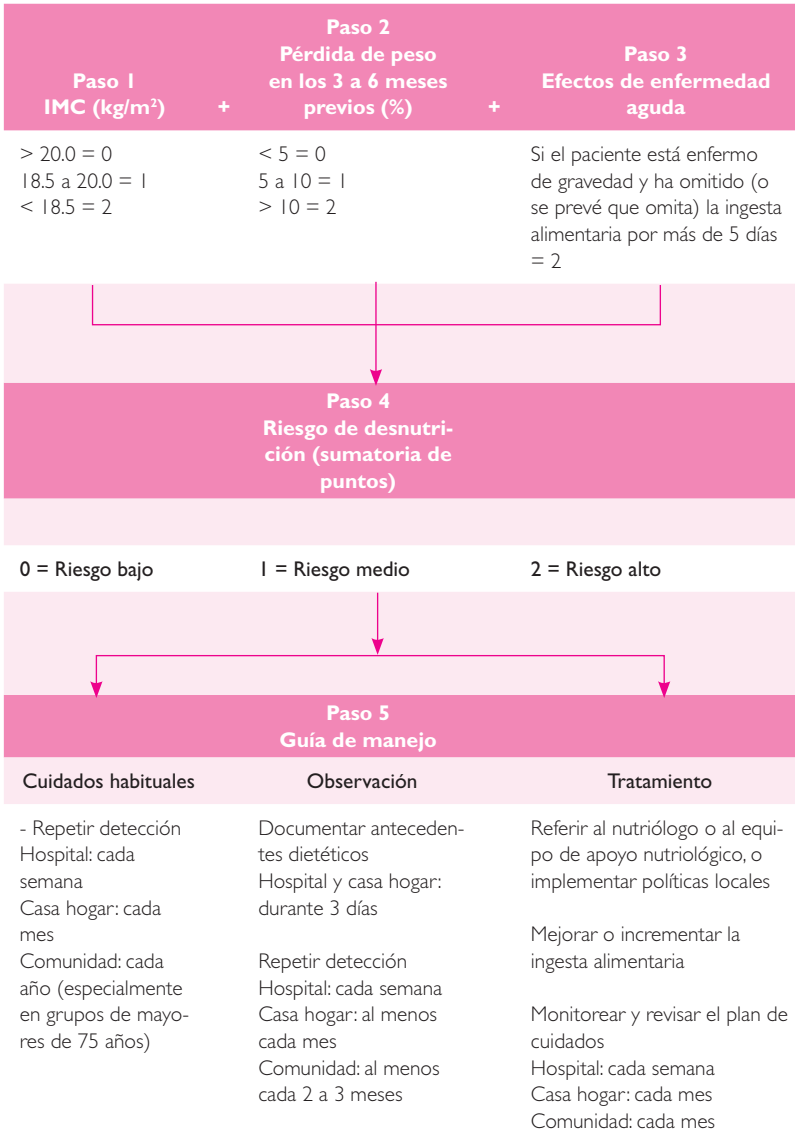 Paso 1
IMC (kg/m²)
+
Paso 2
Pérdida de peso
en los 3 a 6 meses
previos (%)
+
Paso 3
Efectos de enfermedad
aguda
> 20.0 = 0
18.5 a 20.0 = 1
< 18.5 = 2
< 5 = 0
5 a 10 = 1
> 10 = 2
Si el paciente está enfermo
de gravedad y ha omitido (o
se prevé que omita) la ingesta
alimentaria por más de 5 días
= 2
Paso 4
Riesgo de desnutri-
ción (sumatoria de
puntos)
0 = Riesgo bajo
1 = Riesgo medio
2 = Riesgo alto
Paso 5
Guía de manejo
Cuidados habituales
- Repetir detección
Hospital: cada
semana
Casa hogar: cada
mes
Comunidad: cada
año (especialmente
en grupos de mayo-
res de 75 años)
Observación
Documentar anteceden-
tes dietéticos
Hospital y casa hogar:
durante 3 días
Repetir detección
Hospital: cada semana
Casa hogar: al menos
cada mes
Comunidad: al menos
cada 2 a 3 meses
Tratamiento
Referir al nutriólogo o al equi-
po de apoyo nutriológico, o
implementar políticas locales
Mejorar o incrementar la
ingesta alimentaria
Monitorear y revisar el plan de
cuidados
Hospital: cada semana
Casa hogar: cada mes
Comunidad: cada mes